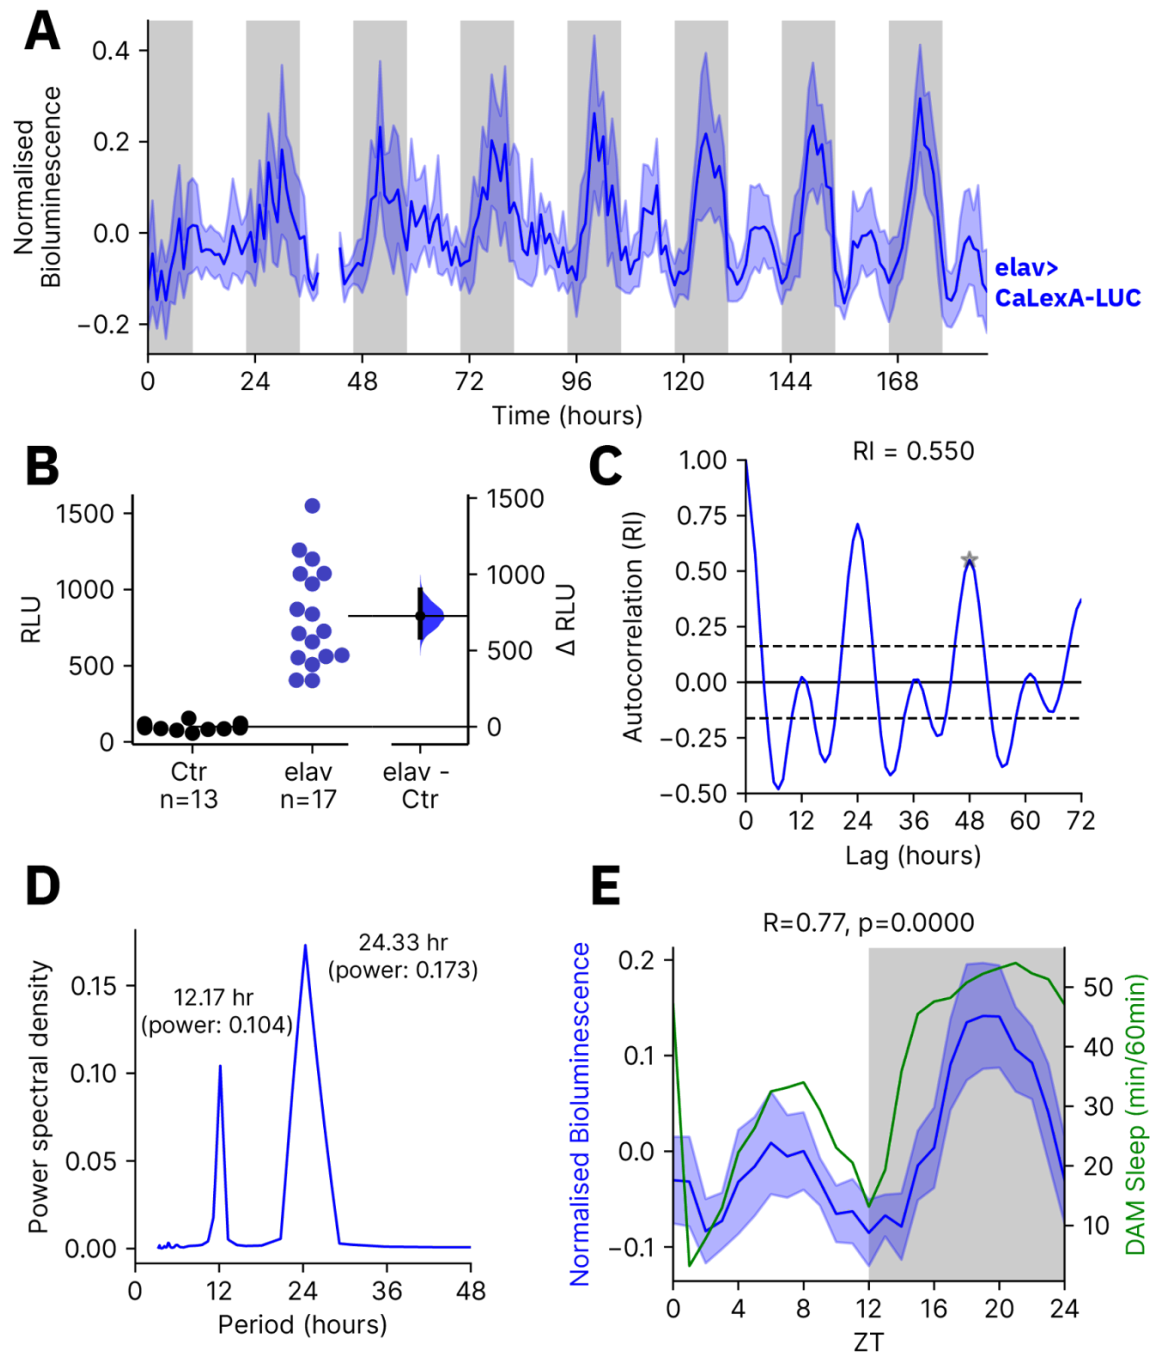 A
Normalised
Bioluminescence
0.4
0.2
0.0
−0.2
0
24
48
72
96
120
144
168
Time (hours)
elav>
CaLexA-LUC
B
RLU
1500
1000
500
0
Ctr
n=13
elav
n=17
elav -
Ctr
1500
1000
500
0
Δ RLU
C
RI = 0.550
Autocorrelation (RI)
1.00
0.75
0.50
0.25
0.00
−0.25
−0.50
0
12
24
36
48
60
72
Lag (hours)
D
Power spectral density
0.15
0.10
0.05
0.00
12.17 hr
(power: 0.104)
24.33 hr
(power: 0.173)
0
12
24
36
48
Period (hours)
E
R=0.77, p=0.0000
Normalised Bioluminescence
0.2
0.1
0.0
−0.1
0
4
8
12
16
20
24
ZT
50
40
30
20
10
DAM Sleep (min/60min)